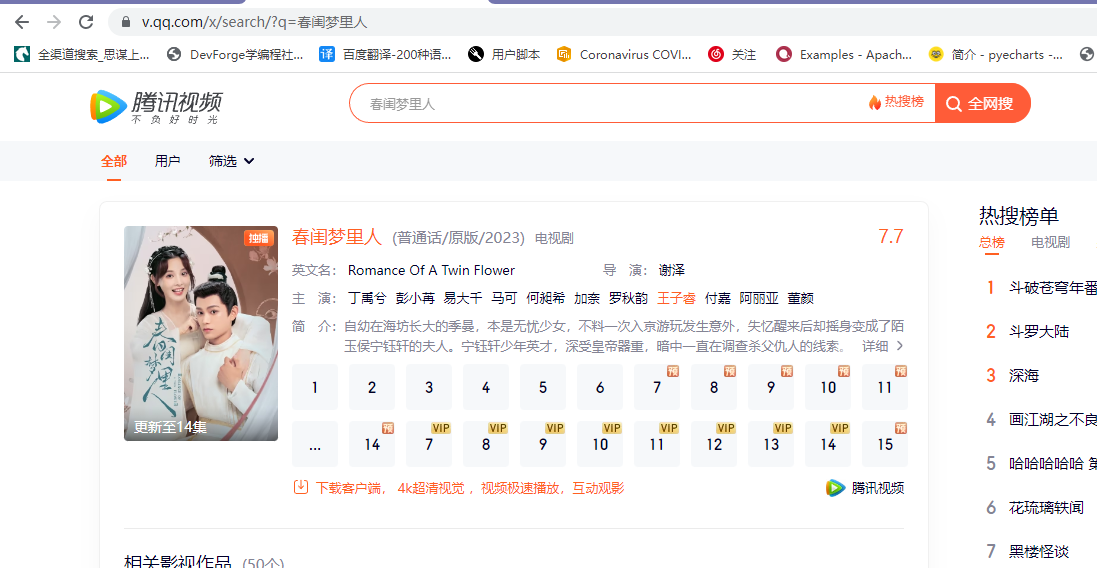 v.qq.com/x/search/?q=春闺梦里人
全渠道搜索_思谋上... DevForge学编程社... 译 百度翻译-200种语... 用户脚本 Coronavirus COVI... 关注 Examples - Apach... 简介 - pyecharts -...
腾讯视频
不负好时光
春闺梦里人 热搜榜 全网搜
全部 用户 筛选
热搜榜单
总榜 电视剧
独播
春闺梦里人 (普通话/原版/2023) 电视剧 7.7
英文名: Romance Of A Twin Flower 导 演: 谢泽
主 演: 丁禹兮 彭小苒 易大千 马可 何昶希 加奈 罗秋韵 王子睿 付嘉 阿丽亚 董颜
简 介: 自幼在海坊长大的季曼，本是无忧少女，不料一次入京游玩发生意外，失忆醒来后却摇身变成了陌
玉侯宁钰轩的夫人。宁钰轩少年英才，深受皇帝器重，暗中一直在调查杀父仇人的线索。 详细
春闺梦里人
更新至14集
1 2 3 4 5 6 7 预 8 预 9 预 10 预 11 预
... 14 预 7 VIP 8 VIP 9 VIP 10 VIP 11 VIP 12 VIP 13 VIP 14 VIP 15 预
下载客户端，4k超清视觉，视频极速播放，互动观影 腾讯视频
相关影视作品 (50个)
1 斗破苍穹年番
2 斗罗大陆
3 深海
4 画江湖之不良
5 哈哈哈哈哈 第
6 花琉璃轶闻
7 黑楼怪谈